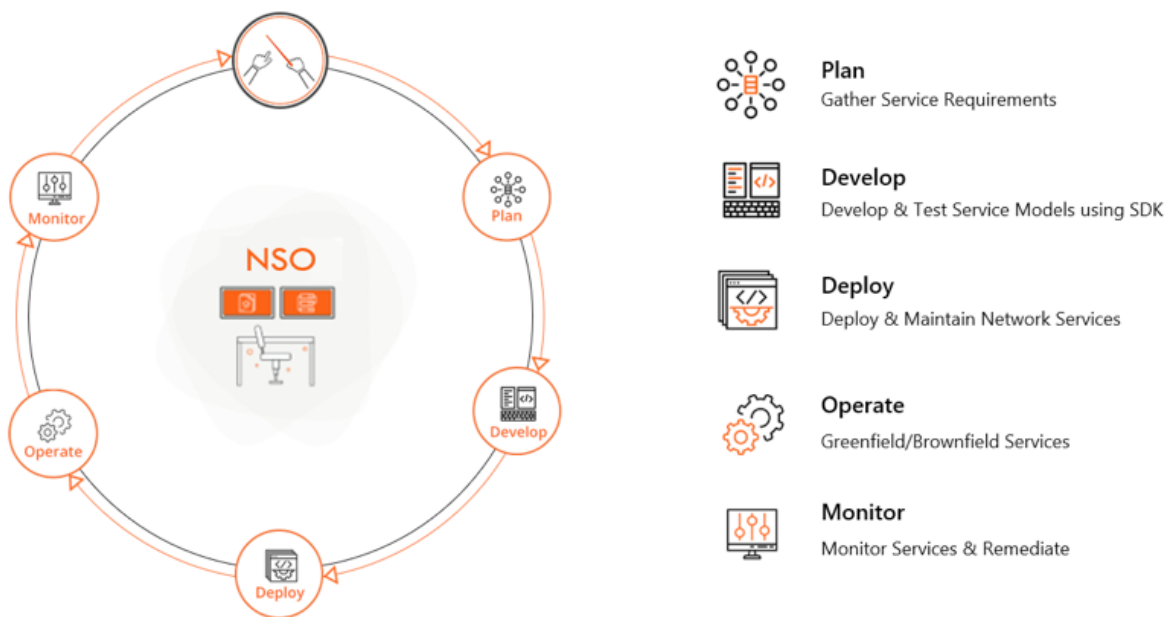 Monitor
Plan
NSO
Operate
Develop
Deploy
Plan
Gather Service Requirements
Develop
Develop & Test Service Models using SDK
Deploy
Deploy & Maintain Network Services
Operate
Greenfield/Brownfield Services
Monitor
Monitor Services & Remediate